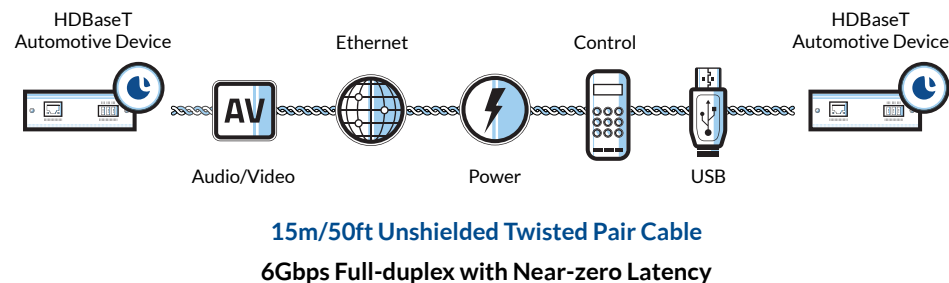 HDBaseT
Automotive Device
Ethernet
Control
HDBaseT
Automotive Device
AV
Audio/Video
Power
USB
15m/50ft Unshielded Twisted Pair Cable
6Gbps Full-duplex with Near-zero Latency